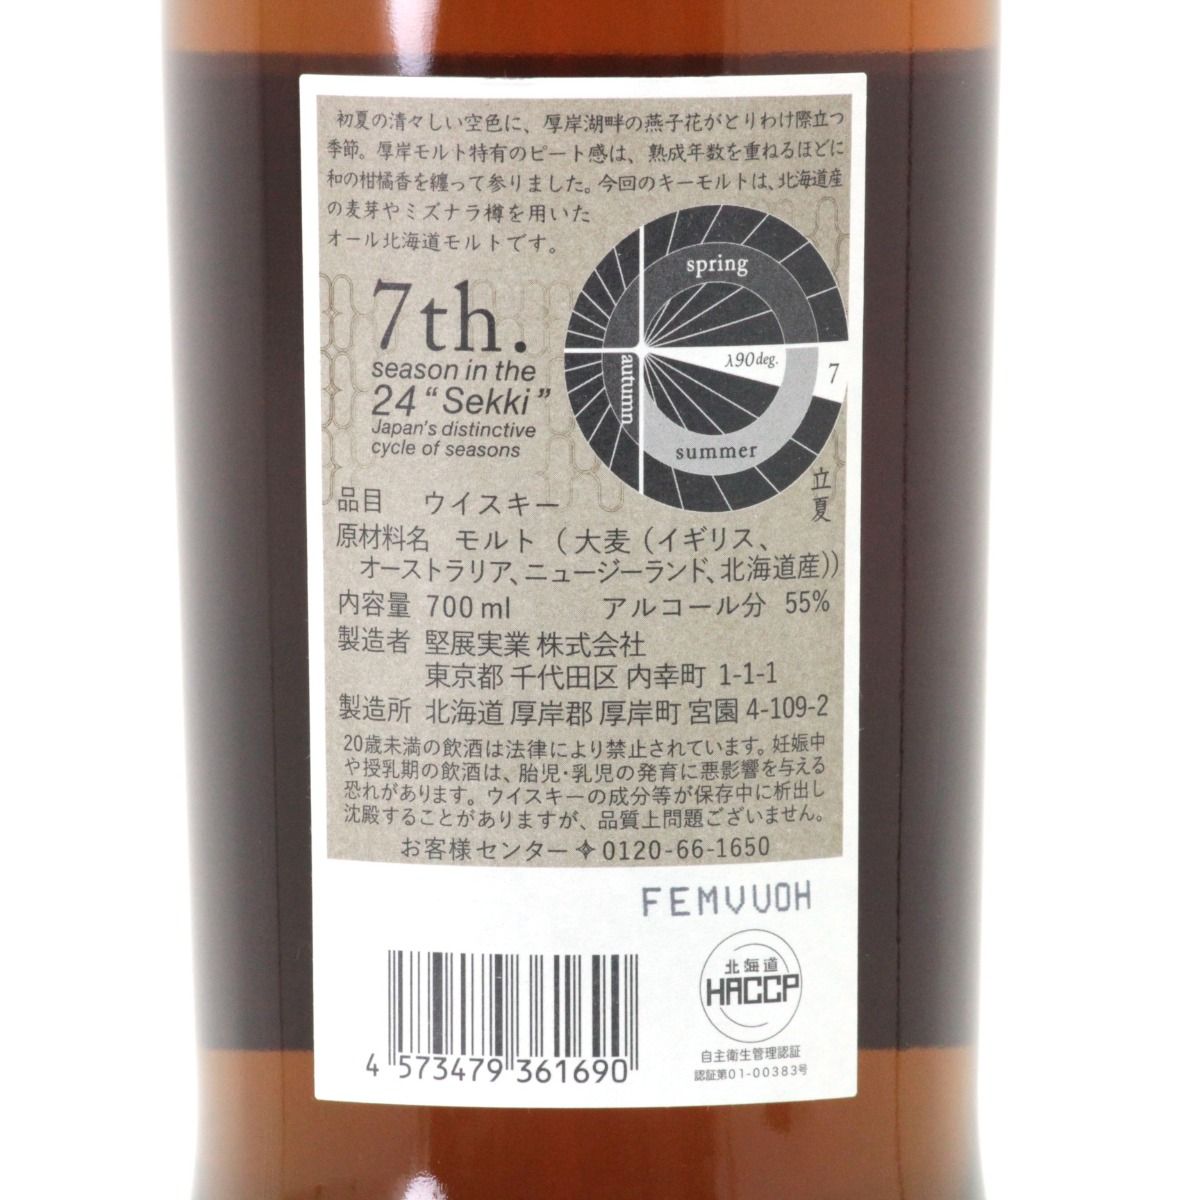 初夏の清々しい空色に、厚岸湖畔の燕子花がとりわけ際立つ
季節。厚岸モルト特有のピート感は、熟成年数を重ねるほどに
和の柑橘香を纏って参りました。今回のキーモルトは、北海道産
の麦芽やミズナラ樽を用いた
オール北海道モルトです。
7th.
season in the
24 “Sekki”
Japan's distinctive
cycle of seasons
spring
λ90deg.
7
autumn
summer
立夏
品目 ウイスキー
原材料名 モルト（大麦（イギリス、
オーストラリア、ニュージーランド、北海道産））
内容量 700ml アルコール分 55%
製造者 堅展実業 株式会社
東京都 千代田区 内幸町 1-1-1
製造所 北海道 厚岸郡 厚岸町 宮園 4-109-2
20歳未満の飲酒は法律により禁止されています。妊娠中
や授乳期の飲酒は、胎児・乳児の発育に悪影響を与える
恐れがあります。ウイスキーの成分等が保存中に析出し
沈殿することがありますが、品質上問題ございません。
お客様センター 0120-66-1650
FEMVVOH
4 573479 361690
北海道
HACCP
自主衛生管理認証
認証第01-00383号